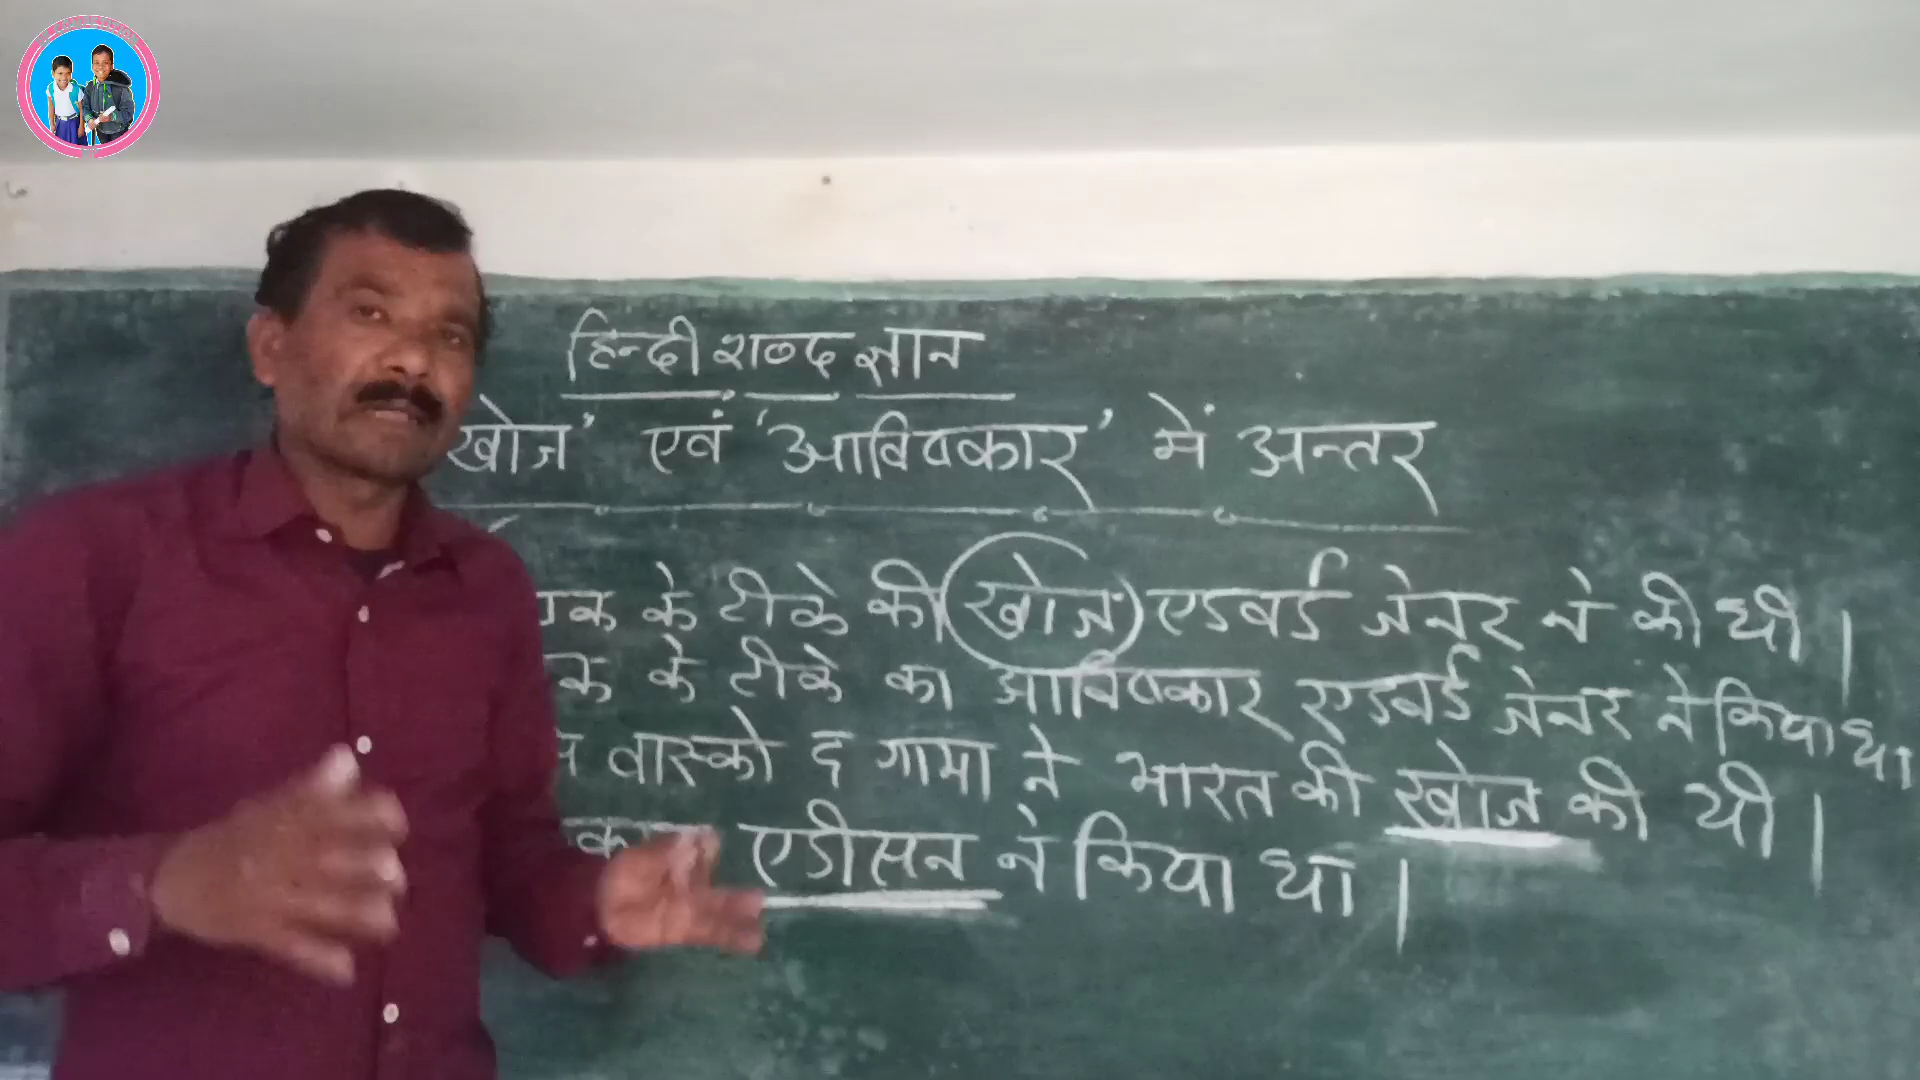 हिन्दी शब्द ज्ञान
खोज' एवं 'आविष्कार' में अन्तर
के टीके की खोज एडवर्ड जेनर ने की थी।
के टीके का आविष्कार एडवर्ड जेनर ने किया था
वास्को द गामा ने भारत की खोज की थी।
एडीसन ने किया था।